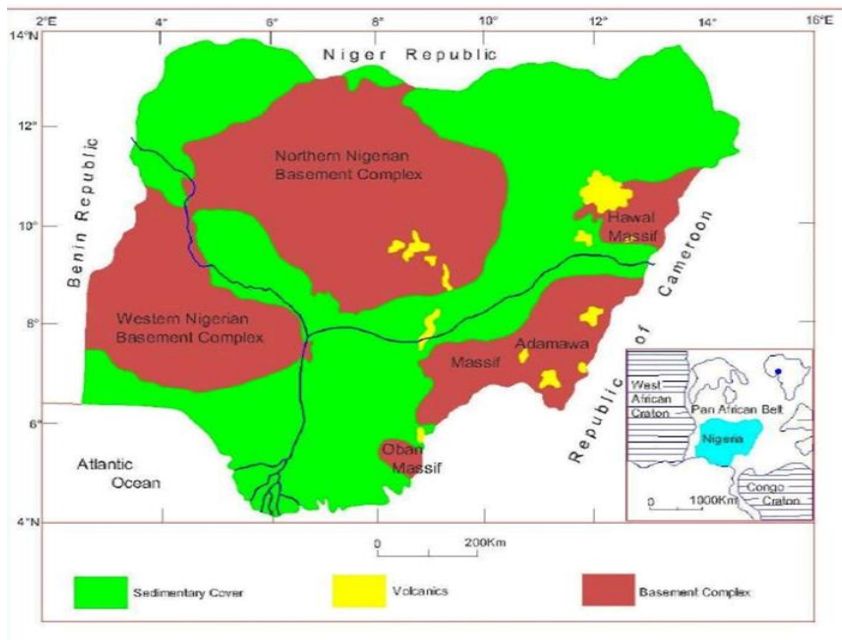 2°E 4° 6° 8° 10° 12° 14° 16°E
14°N
Niger Republic
12°
Northern Nigerian
Basement Complex
Benin Republic
10°
Hawal
Massif
Republic of Cameroon
8°
Western Nigerian
Basement Complex
Adamawa
Massif
6°
Oban
Massif
Atlantic
Ocean
4°N
West
African
Craton
Pan African Belt
Nigeria
Congo
Craton
0 1000Km
0 200Km
Sedimentary Cover
Volcanics
Basement Complex